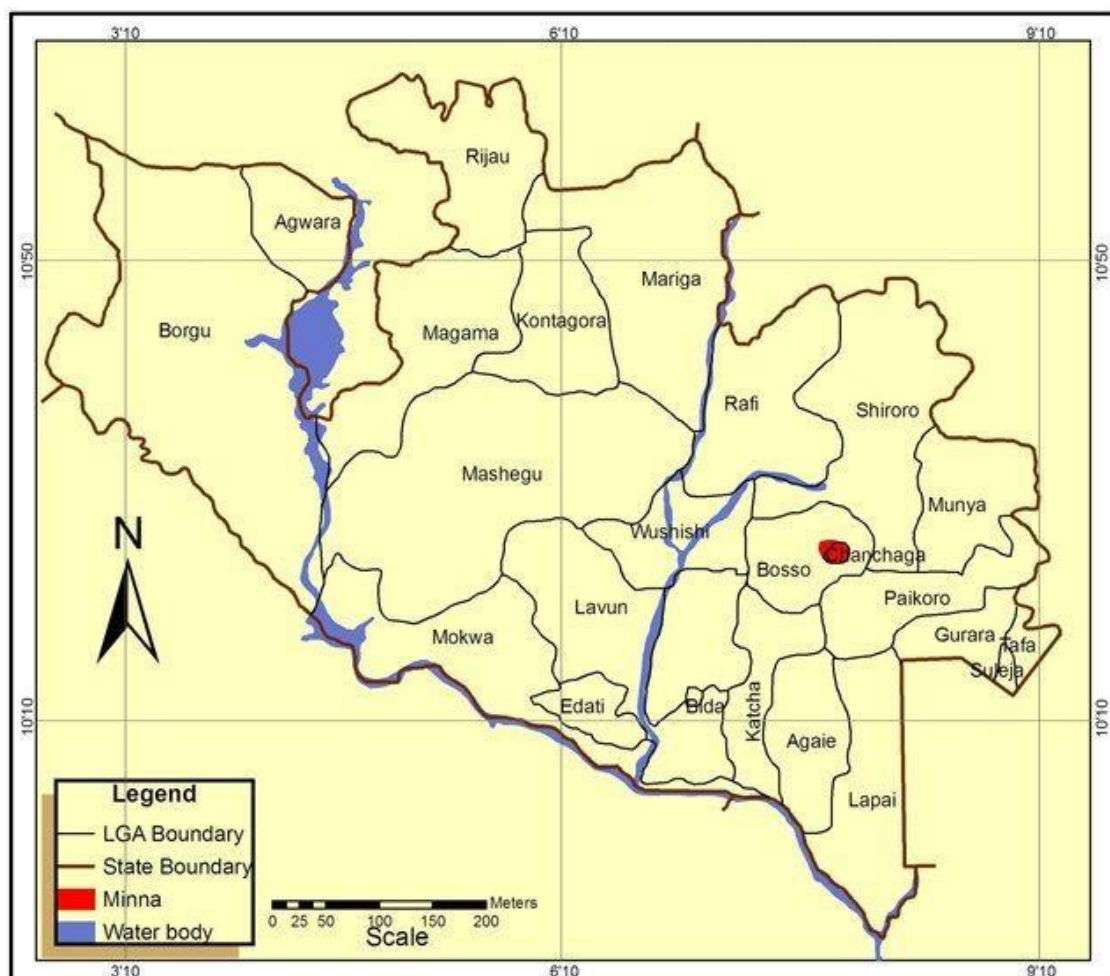 3'10 6'10 9'10
Rijau
Agwara
10'50 10'50
Mariga
Borgu
Magama
Kontagora
Rafi
Shiroro
Mashegu
Munya
N
Wushishi
Chanchaga
Bosso
Lavun
Paikoro
Mokwa
Gurara
Tafa
Suleja
Edati
Bida
Katcha
10'10 10'10
Agaie
Lapai
Legend
LGA Boundary
State Boundary
Minna
Water body
Meters
0 25 50 100 150 200
Scale
3'10 6'10 9'10